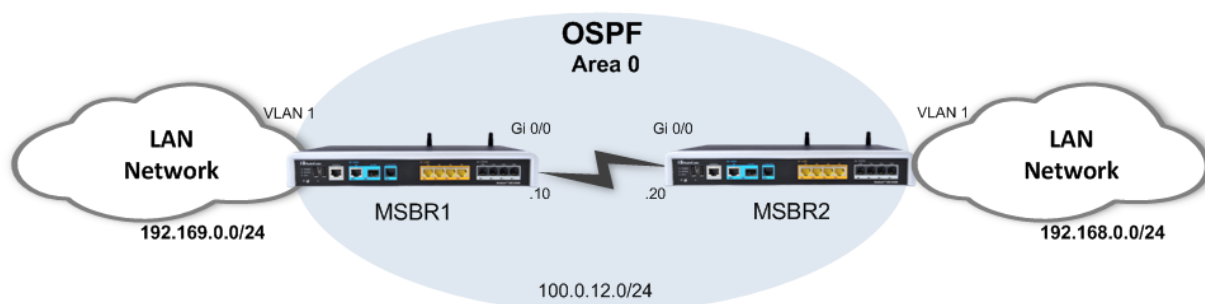 OSPF
Area 0
VLAN 1
LAN
Network
192.169.0.0/24
Gi 0/0
.10
MSBR1
Gi 0/0
.20
MSBR2
VLAN 1
LAN
Network
192.168.0.0/24
100.0.12.0/24